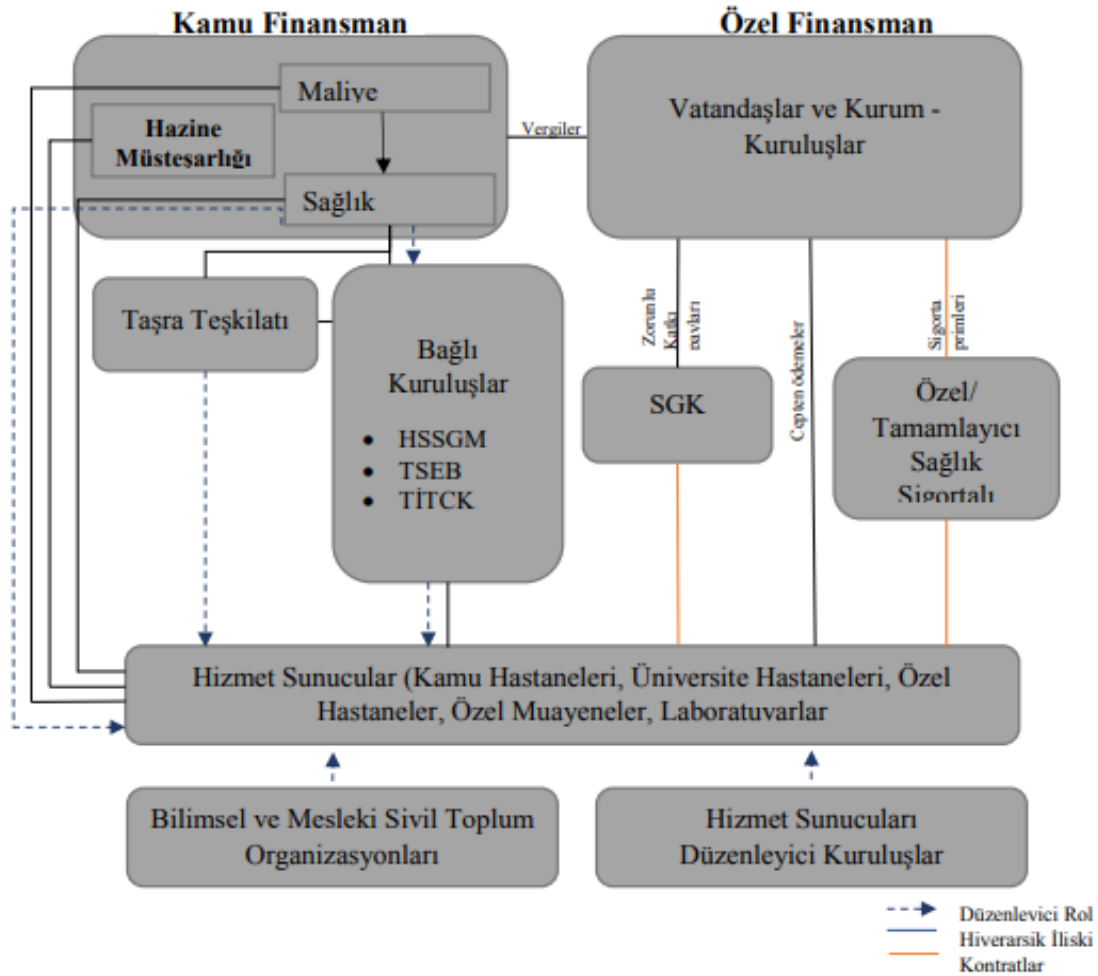 Kamu Finansman
Özel Finansman
Maliye
Hazine
Müsteşarlığı
Sağlık
Vergiler
Vatandaşlar ve Kurum -
Kuruluşlar
Taşra Teşkilatı
Bağlı
Kuruluşlar
• HSSGM
• TSEB
• TİTCK
Zorunlu
Katkı
payları
SGK
Cepten ödemeler
Sigorta
primleri
Özel/
Tamamlayıcı
Sağlık
Sigortalı
Hizmet Sunucular (Kamu Hastaneleri, Üniversite Hastaneleri, Özel
Hastaneler, Özel Muayeneler, Laboratuvarlar
Bilimsel ve Mesleki Sivil Toplum
Organizasyonları
Hizmet Sunucuları
Düzenleyici Kuruluşlar
Düzenleyici Rol
Hiyerarşik İlişki
Kontratlar